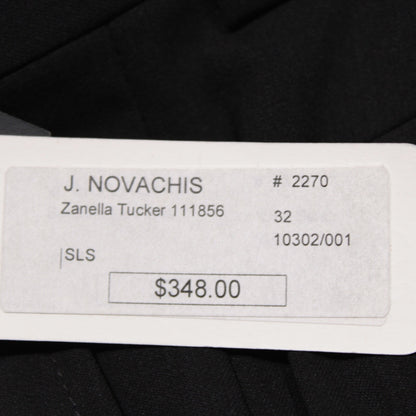 J. NOVACHIS # 2270
Zanella Tucker 111856
32
10302/001
SLS
$348.00